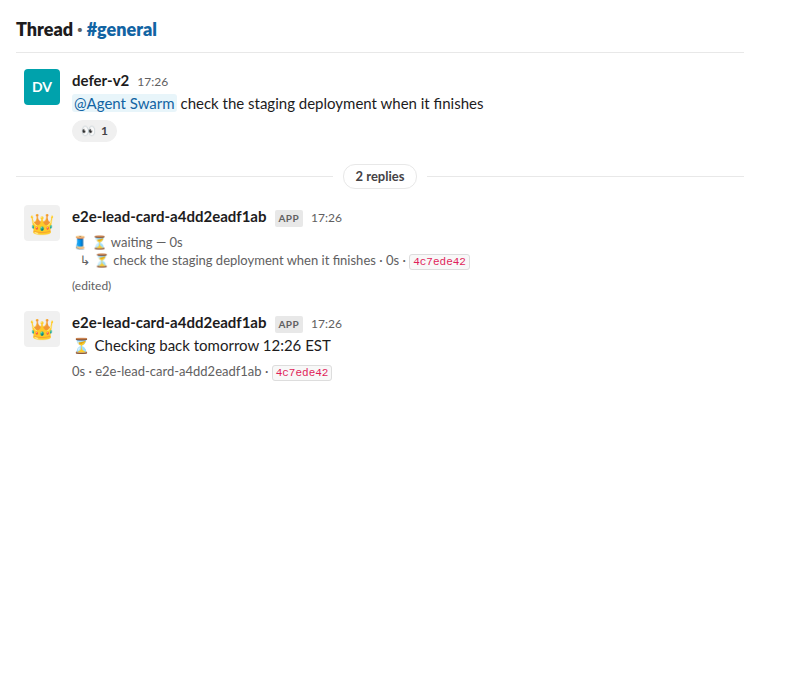 Thread • #general
DV
defer-v2 17:26
@Agent Swarm check the staging deployment when it finishes
👀 1
2 replies
e2e-lead-card-a4dd2eadf1ab APP 17:26
🧵 ⏳ waiting — 0s
↳ ⏳ check the staging deployment when it finishes · 0s · 4c7ede42
(edited)
e2e-lead-card-a4dd2eadf1ab APP 17:26
⏳ Checking back tomorrow 12:26 EST
0s · e2e-lead-card-a4dd2eadf1ab · 4c7ede42